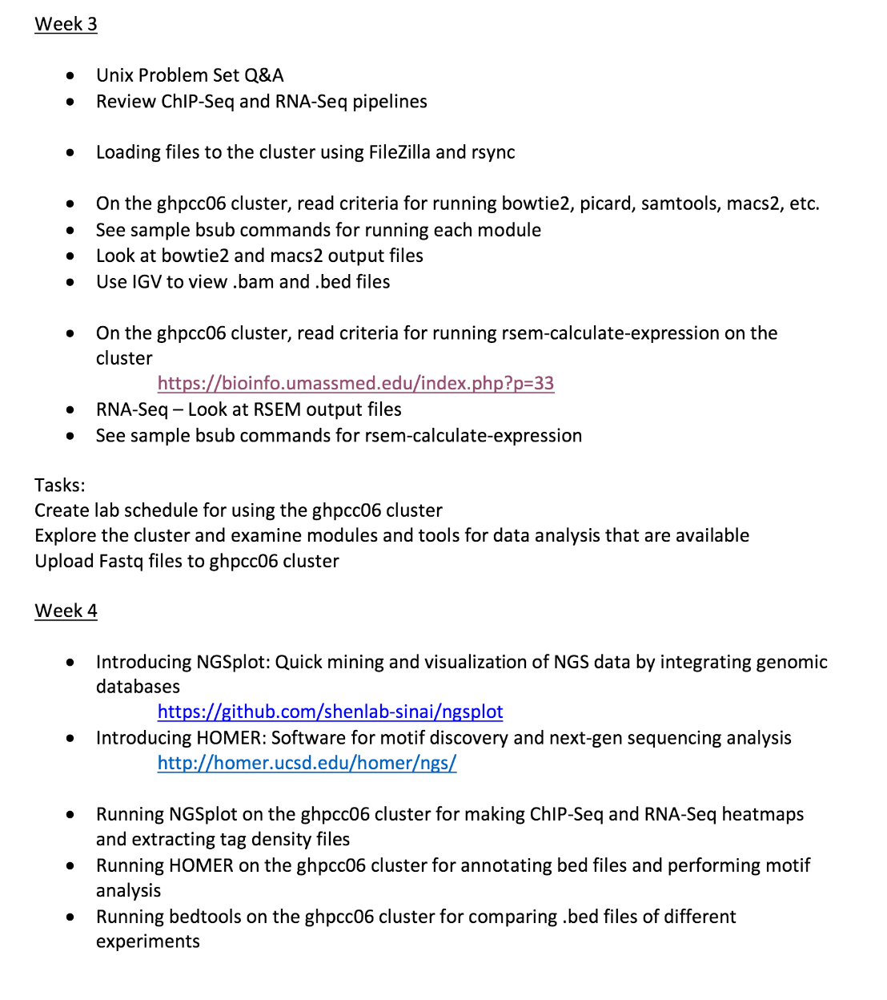 Week 3
• Unix Problem Set Q&A
• Review ChIP-Seq and RNA-Seq pipelines
• Loading files to the cluster using FileZilla and rsync
• On the ghpcc06 cluster, read criteria for running bowtie2, picard, samtools, macs2, etc.
• See sample bsub commands for running each module
• Look at bowtie2 and macs2 output files
• Use IGV to view .bam and .bed files
• On the ghpcc06 cluster, read criteria for running rsem-calculate-expression on the
cluster
https://bioinfo.umassmed.edu/index.php?p=33
• RNA-Seq – Look at RSEM output files
• See sample bsub commands for rsem-calculate-expression
Tasks:
Create lab schedule for using the ghpcc06 cluster
Explore the cluster and examine modules and tools for data analysis that are available
Upload Fastq files to ghpcc06 cluster
Week 4
• Introducing NGSplot: Quick mining and visualization of NGS data by integrating genomic
databases
https://github.com/shenlab-sinai/ngsplot
• Introducing HOMER: Software for motif discovery and next-gen sequencing analysis
http://homer.ucsd.edu/homer/ngs/
• Running NGSplot on the ghpcc06 cluster for making ChIP-Seq and RNA-Seq heatmaps
and extracting tag density files
• Running HOMER on the ghpcc06 cluster for annotating bed files and performing motif
analysis
• Running bedtools on the ghpcc06 cluster for comparing .bed files of different
experiments